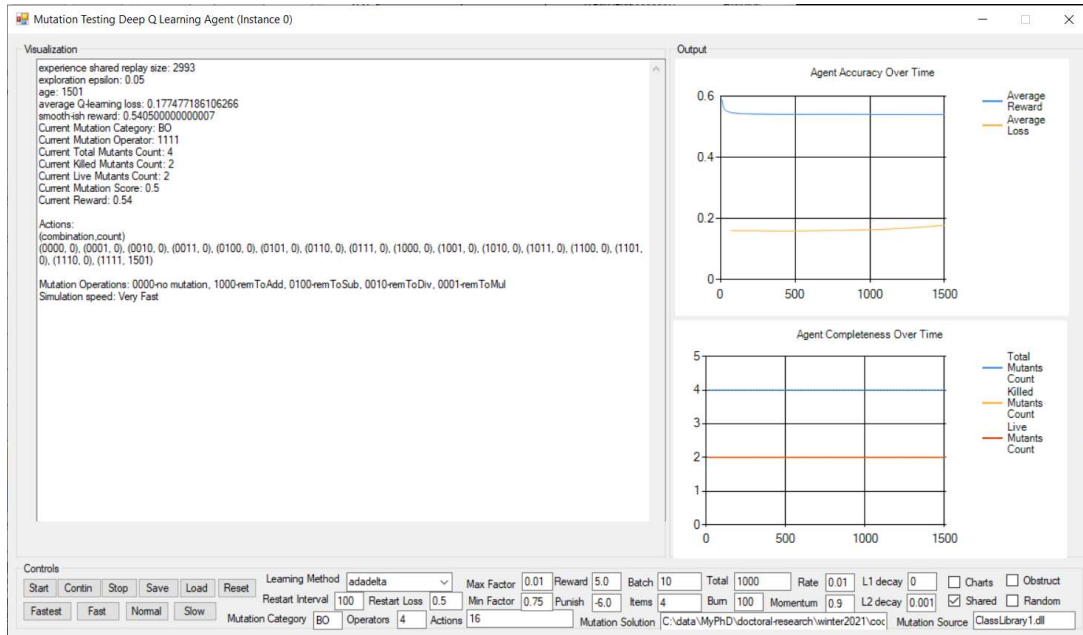 Mutation Testing Deep Q Learning Agent (Instance 0)
Visualization
experience shared replay size: 2993
exploration epsilon: 0.05
age: 1501
average Q-learning loss: 0.177477186106266
smooth-ish reward: 0.540500000000007
Current Mutation Category: BO
Current Mutation Operator: 1111
Current Total Mutants Count: 4
Current Killed Mutants Count: 2
Current Live Mutants Count: 2
Current Mutation Score: 0.5
Current Reward: 0.54
Actions:
(combination,count)
(0000, 0), (0001, 0), (0010, 0), (0011, 0), (0100, 0), (0101, 0), (0110, 0), (0111, 0), (1000, 0), (1001, 0), (1010, 0), (1011, 0), (1100, 0), (1101,
0), (1110, 0), (1111, 1501)
Mutation Operations: 0000-no mutation, 1000-remToAdd, 0100-remToSub, 0010-remToDiv, 0001-remToMul
Simulation speed: Very Fast
Output
Agent Accuracy Over Time
0.6
0.4
0.2
0
0 500 1000 1500
Average
Reward
Average
Loss
Agent Completeness Over Time
5
4
3
2
1
0
0 500 1000 1500
Total
Mutants
Count
Killed
Mutants
Count
Live
Mutants
Count
Controls
Start Contin Stop Save Load Reset Learning Method adadelta Max Factor 0.01 Reward 5.0 Batch 10 Total 1000 Rate 0.01 L1 decay 0 Charts Obstruct
Fastest Fast Normal Slow Restart Interval 100 Restart Loss 0.5 Min Factor 0.75 Punish -6.0 Items 4 Burn 100 Momentum 0.9 L2 decay 0.001 Shared Random
Mutation Category BO Operators 4 Actions 16 Mutation Solution C:\data\MyPhD\doctoral-research\winter2021\coc Mutation Source ClassLibrary1.dll